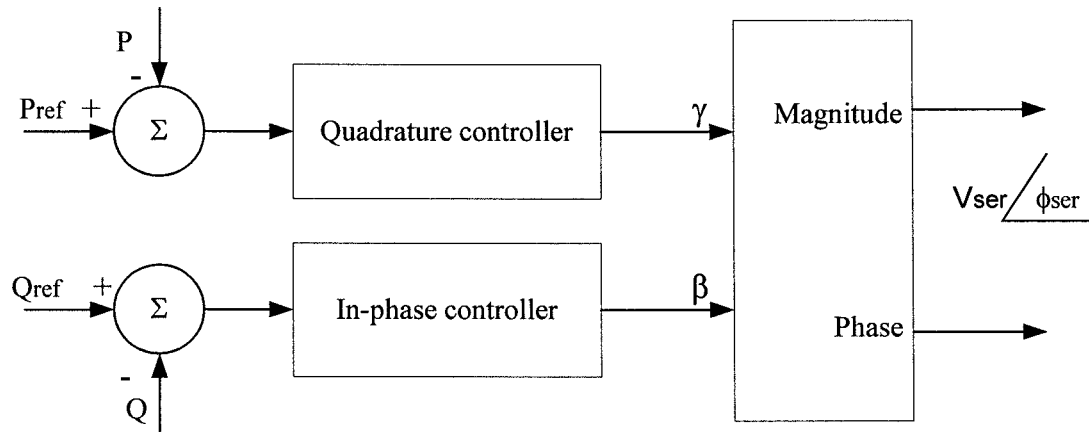 P
-
Pref +
Σ
Quadrature controller
γ
Magnitude
Vser ϕser
Qref +
Σ
In-phase controller
β
Phase
-
Q